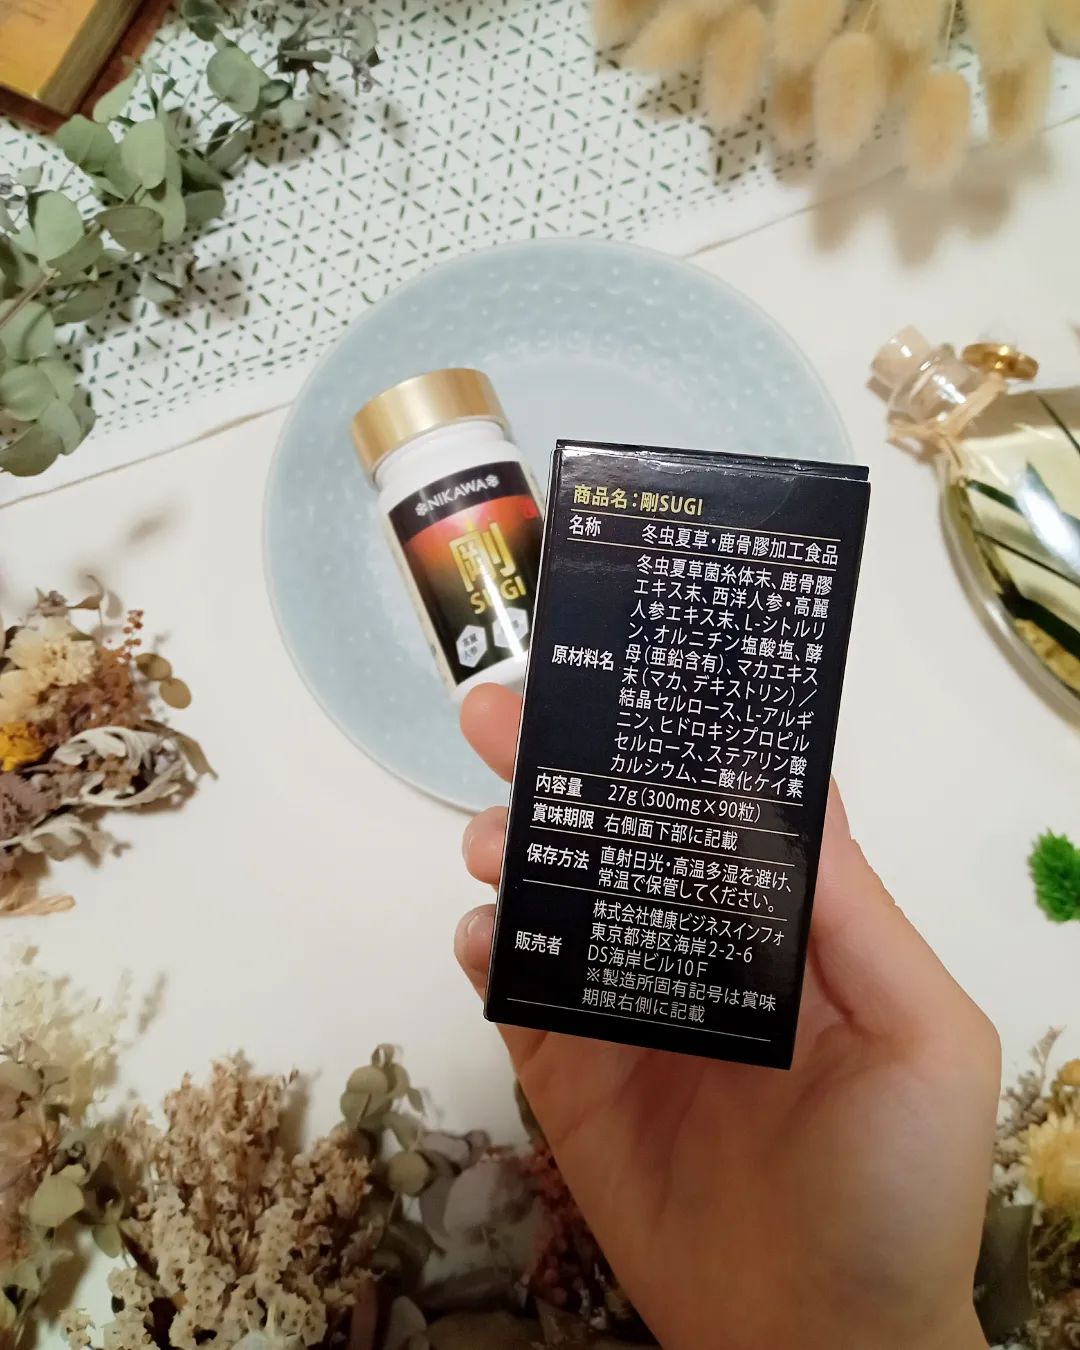 NIKAWA
剛
SUGI
高麗
人参
商品名：剛SUGI
名称 冬虫夏草・鹿骨膠加工食品
原材料名
冬虫夏草菌糸体末、鹿骨膠
エキス末、西洋人参・高麗
人参エキス末、L-シトルリ
ン、オルニチン塩酸塩、酵
母（亜鉛含有）、マカエキス
末（マカ、デキストリン）／
結晶セルロース、L-アルギ
ニン、ヒドロキシプロピル
セルロース、ステアリン酸
カルシウム、二酸化ケイ素
内容量 27g（300mg×90粒）
賞味期限 右側面下部に記載
保存方法 直射日光・高温多湿を避け、
常温で保管してください。
販売者
株式会社健康ビジネスインフォ
東京都港区海岸2-2-6
DS海岸ビル10F
※製造所固有記号は賞味
期限右側に記載